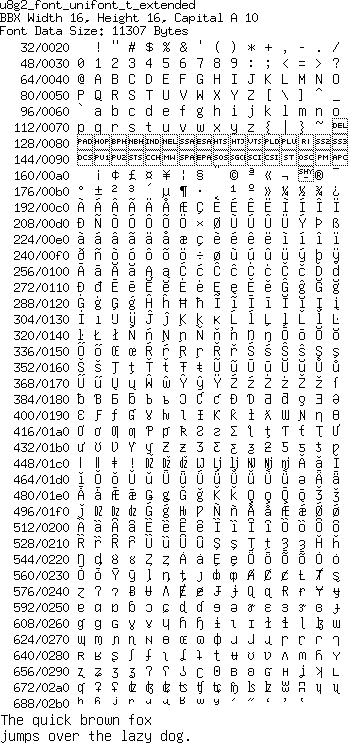 u8g2_font_unifont_t_extended
BBX Width 16, Height 16, Capital A 10
Font Data Size: 11307 Bytes
32/0020 ! " # $ % & ' ( ) * + , - . /
48/0030 0 1 2 3 4 5 6 7 8 9 : ; < = > ?
64/0040 @ A B C D E F G H I J K L M N O
80/0050 P Q R S T U V W X Y Z [ \ ] ^ _
96/0060 ` a b c d e f g h i j k l m n o
112/0070 p q r s t u v w x y z { | } ~ DEL
128/0080 PAD HOP BPH NBH IND NEL SSA ESA HTS HTJ VTS PLD PLU RI SS2 SS3
144/0090 DCS PU1 PU2 STS CCH MW SPA EPA SOS SGC SCI CSI ST OSC PM APC
160/00a0 ¡ ¢ £ ¤ ¥ ¦ § ¨ © ª « ¬ SHY ® ¯
176/00b0 ° ± ² ³ ´ µ ¶ · ¸ ¹ º » ¼ ½ ¾ ¿
192/00c0 À Á Â Ã Ä Å Æ Ç È É Ê Ë Ì Í Î Ï
208/00d0 Ð Ñ Ò Ó Ô Õ Ö × Ø Ù Ú Û Ü Ý Þ ß
224/00e0 à á â ã ä å æ ç è é ê ë ì í î ï
240/00f0 ð ñ ò ó ô õ ö ÷ ø ù ú û ü ý þ ÿ
256/0100 Ā ā Ă ă Ą ą Ć ć Ĉ ĉ Ċ ċ Č č Ď ď
272/0110 Đ đ Ē ē Ĕ ĕ Ė ė Ę ę Ě ě Ĝ ĝ Ğ ğ
288/0120 Ġ ġ Ģ ģ Ĥ ĥ Ħ ħ Ĩ ĩ Ī ī Ĭ ĭ Į į
304/0130 İ ı Ĳ ĳ Ĵ ĵ Ķ ķ ĸ Ĺ ĺ Ļ ļ Ľ ľ Ŀ
320/0140 ŀ Ł ł Ń ń Ņ ņ Ň ň ŉ Ŋ ŋ Ō ō Ŏ ŏ
336/0150 Ő ő Œ œ Ŕ ŕ Ŗ ŗ Ř ř Ś ś Ŝ ŝ Ş ş
352/0160 Š š Ţ ţ Ť ť Ŧ ŧ Ũ ũ Ū ū Ŭ ŭ Ů ů
368/0170 Ű ű Ų ų Ŵ ŵ Ŷ ŷ Ÿ Ź ź Ż ż Ž ž ſ
384/0180 ƀ Ɓ Ƃ ƃ Ƅ ƅ Ɔ Ƈ ƈ Ɖ Ɗ Ƌ ƌ ƍ Ǝ Ə
400/0190 Ɛ Ƒ ƒ Ɠ Ɣ ƕ Ɩ Ɨ Ƙ ƙ ƚ ƛ Ɯ Ɲ ƞ Ɵ
416/01a0 Ơ ơ Ƣ ƣ Ƥ ƥ Ʀ Ƨ ƨ Ʃ ƪ ƫ Ƭ ƭ Ʈ Ư
432/01b0 ư Ʊ Ʋ Ƴ ƴ Ƶ ƶ Ʒ Ƹ ƹ ƺ ƻ Ƽ ƽ ƾ ƿ
448/01c0 ǀ ǁ ǂ ǃ Ǆ ǅ ǆ Ǉ ǈ ǉ Ǌ ǋ ǌ Ǎ ǎ Ǐ
464/01d0 ǐ Ǒ ǒ Ǔ ǔ Ǖ ǖ Ǘ ǘ Ǚ ǚ Ǜ ǜ ǝ Ǟ ǟ
480/01e0 Ǡ ǡ Ǣ ǣ Ǥ ǥ Ǧ ǧ Ǩ ǩ Ǫ ǫ Ǭ ǭ Ǯ ǯ
496/01f0 ǰ Ǳ ǲ ǳ Ǵ ǵ Ƕ Ƿ Ǹ ǹ Ǻ ǻ Ǽ ǽ Ǿ ǿ
512/0200 Ȁ ȁ Ȃ ȃ Ȅ ȅ Ȇ ȇ Ȉ ȉ Ȋ ȋ Ȍ ȍ Ȏ ȏ
528/0210 Ȑ ȑ Ȓ ȓ Ȕ ȕ Ȗ ȗ Ș ș Ț ț Ȝ ȝ Ȟ ȟ
544/0220 Ƞ ȡ Ȣ ȣ Ȥ ȥ Ȧ ȧ Ȩ ȩ Ȫ ȫ Ȭ ȭ Ȯ ȯ
560/0230 Ȱ ȱ Ȳ ȳ ȴ ȵ ȶ ȷ ȸ ȹ Ⱥ Ȼ ȼ Ƚ Ⱦ ȿ
576/0240 ɀ Ɂ ɂ Ƀ Ʉ Ʌ Ɇ ɇ Ɉ ɉ Ɋ ɋ Ɍ ɍ Ɏ ɏ
592/0250 ɐ ɑ ɒ ɓ ɔ ɕ ɖ ɗ ɘ ə ɚ ɛ ɜ ɝ ɞ ɟ
608/0260 ɠ ɡ ɢ ɣ ɤ ɥ ɦ ɧ ɨ ɩ ɪ ɫ ɬ ɭ ɮ ɯ
624/0270 ɰ ɱ ɲ ɳ ɴ ɵ ɶ ɷ ɸ ɹ ɺ ɻ ɼ ɽ ɾ ɿ
640/0280 ʀ ʁ ʂ ʃ ʄ ʅ ʆ ʇ ʈ ʉ ʊ ʋ ʌ ʍ ʎ ʏ
656/0290 ʐ ʑ ʒ ʓ ʔ ʕ ʖ ʗ ʘ ʙ ʚ ʛ ʜ ʝ ʞ ʟ
672/02a0 ʠ ʡ ʢ ʣ ʤ ʥ ʦ ʧ ʨ ʩ ʪ ʫ ʬ ʭ ʮ ʯ
688/02b0
The quick brown fox
jumps over the lazy dog.